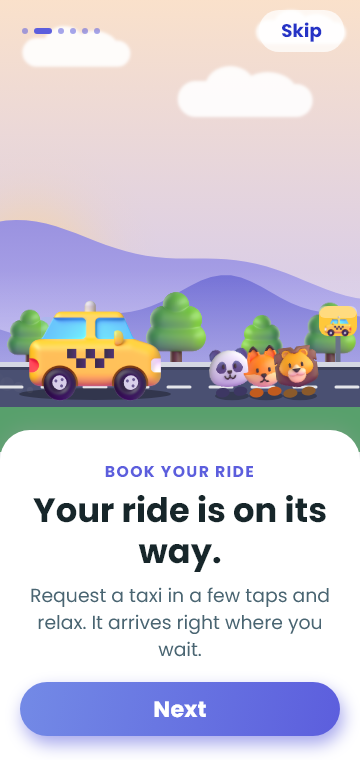 Skip
BOOK YOUR RIDE
Your ride is on its
way.
Request a taxi in a few taps and
relax. It arrives right where you
wait.
Next